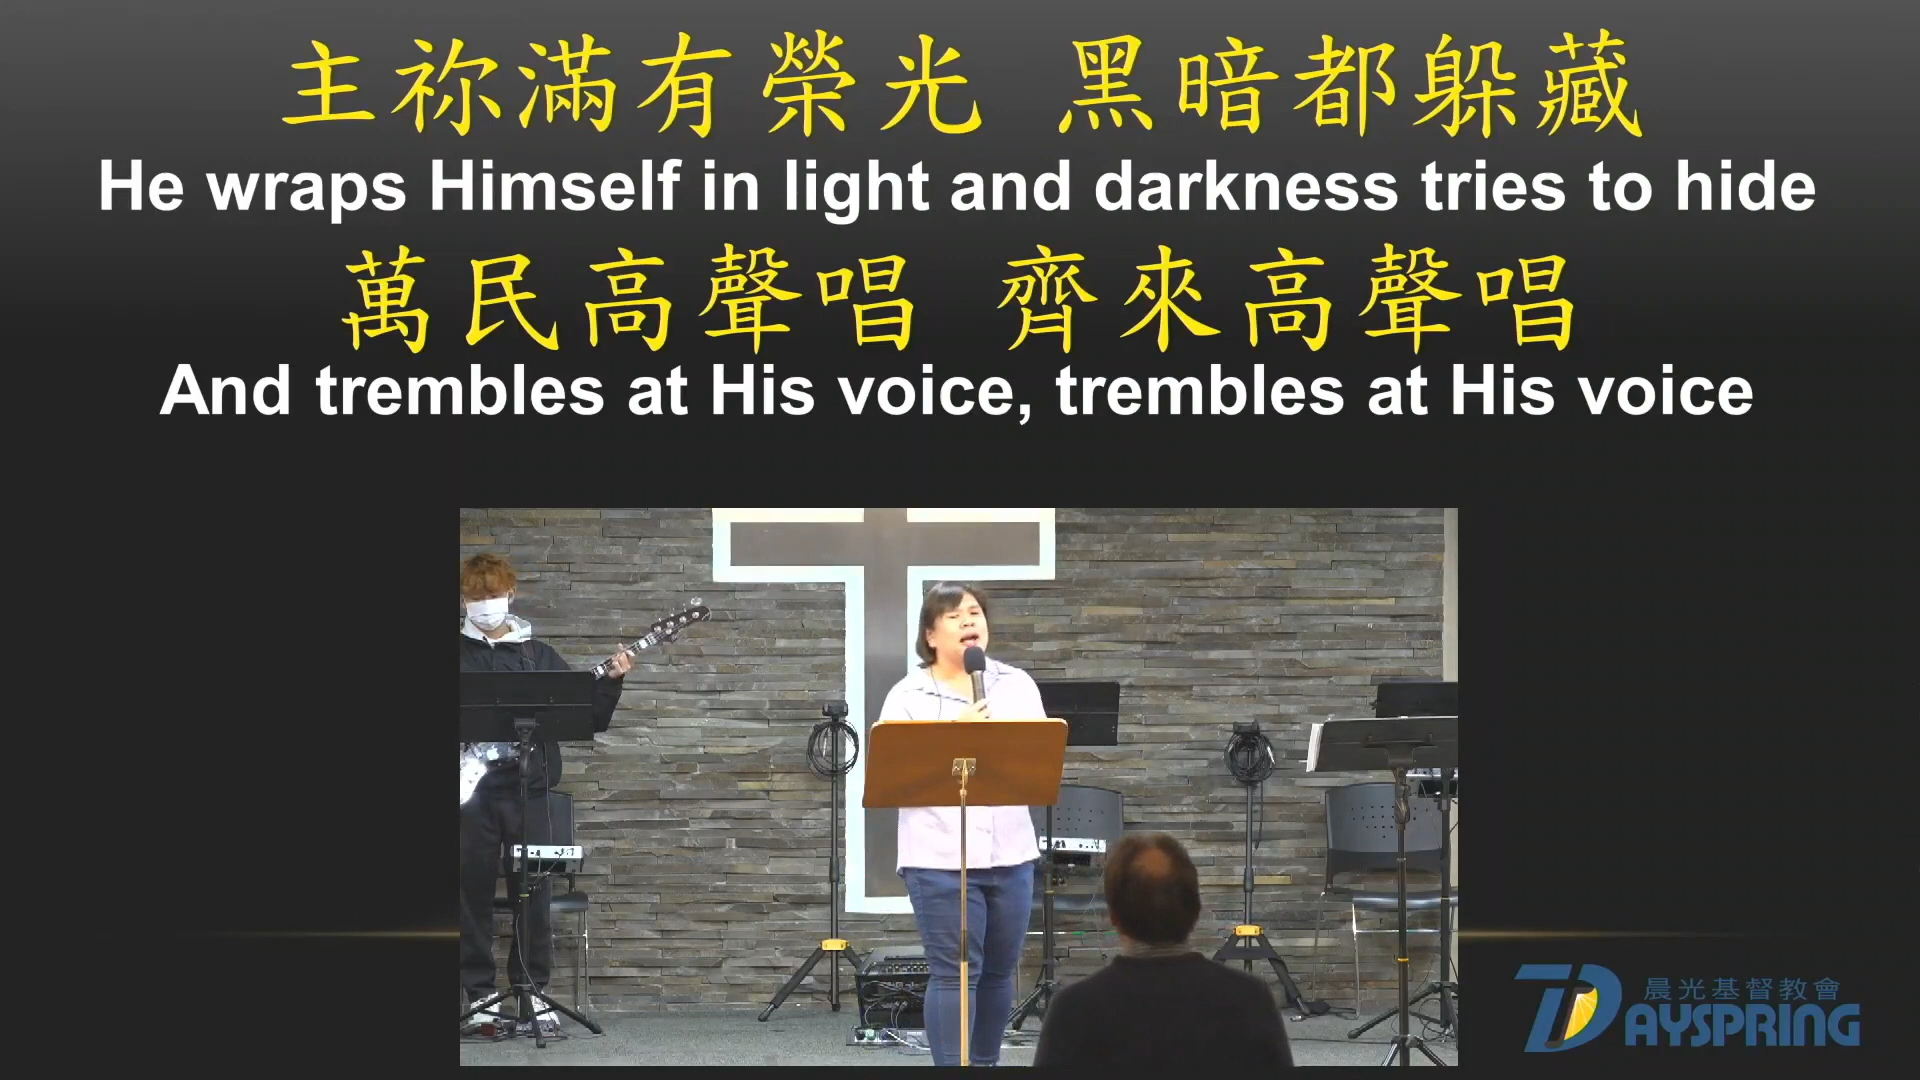 主祢滿有榮光 黑暗都躲藏
He wraps Himself in light and darkness tries to hide
萬民高聲唱 齊來高聲唱
And trembles at His voice, trembles at His voice
晨光基督教會
DAYSPRING